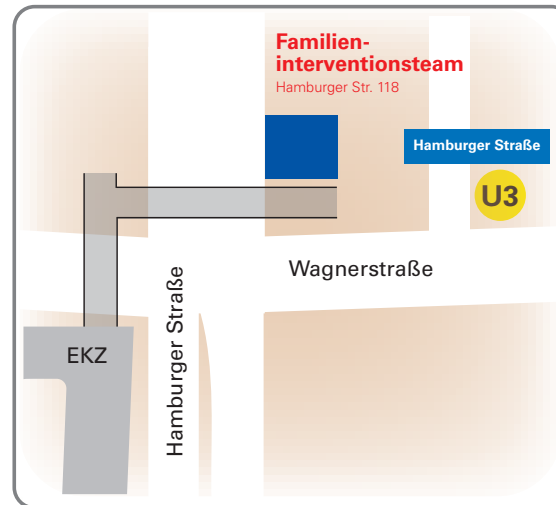 Familien-
interventionsteam
Hamburger Str. 118
Hamburger Straße
U3
Wagnerstraße
Hamburger Straße
EKZ